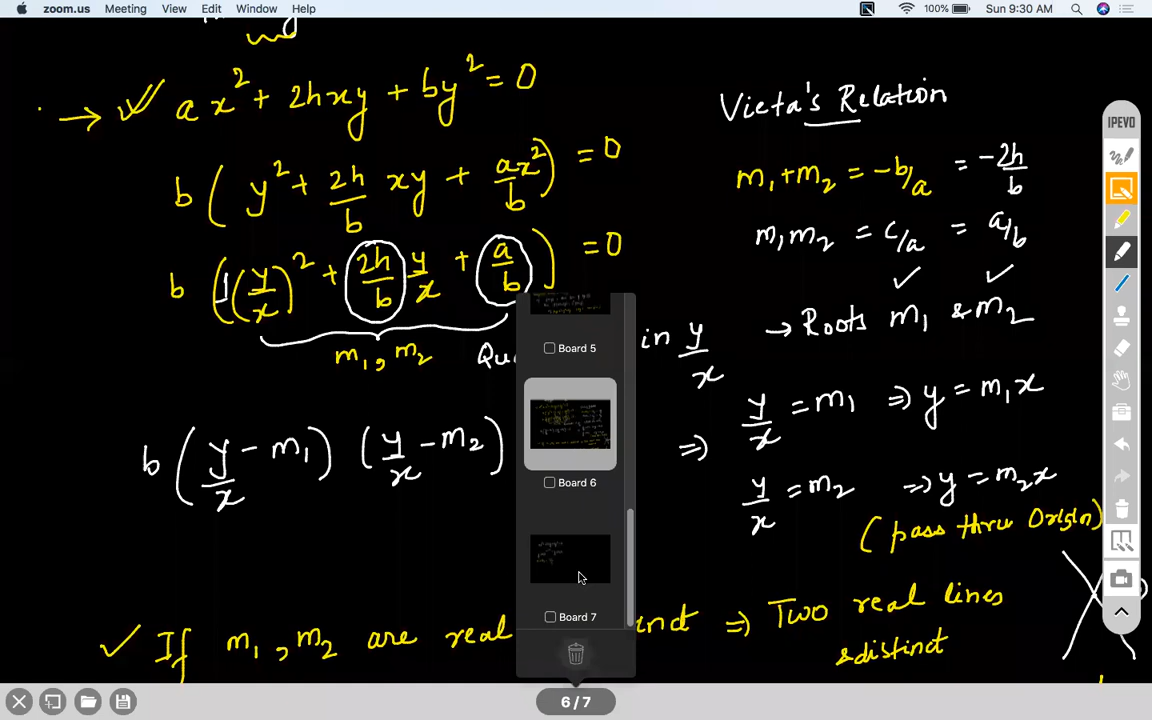 zoom.us Meeting View Edit Window Help 100% Sun 9:30 AM
→ ax² + 2hxy + by² = 0
b ( y² + 2h/b xy + ax²/b ) = 0
b ( 1(y/x)² + 2h/b y/x + a/b ) = 0
m₁, m₂
in y/x
b ( y/x - m₁ ) ( y/x - m₂ )
✓ If m₁, m₂ are real
⇒ Two real lines
& distinct
Vieta's Relation
m₁+m₂ = -b/a = -2h/b
m₁m₂ = c/a = a/b
→ Roots m₁ & m₂
y/x = m₁ ⇒ y = m₁x
⇒
y/x = m₂ ⇒ y = m₂x
(pass thru Origin)
Board 5
Board 6
Board 7
6 / 7
IPEVO